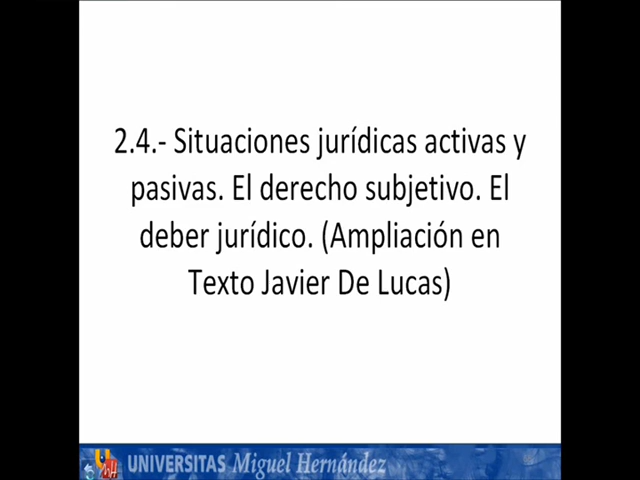 2.4.- Situaciones jurídicas activas y
pasivas. El derecho subjetivo. El
deber jurídico. (Ampliación en
Texto Javier De Lucas)
UNIVERSITAS Miguel Hernández